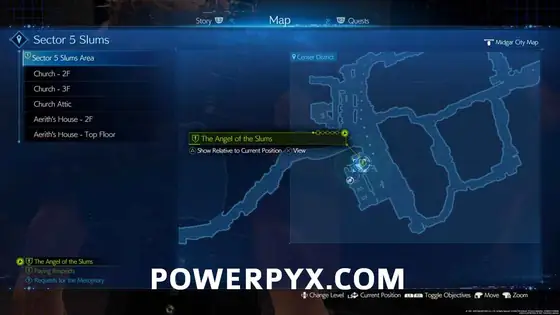 Story
Map
Quests
Sector 5 Slums
Midgar City Map
Sector 5 Slums Area
Church - 2F
Church - 3F
Church Attic
Aerith's House - 2F
Aerith's House - Top Floor
Center District
The Angel of the Slums
Show Relative to Current Position
View
The Angel of the Slums
Paying Respects
Requests for the Mercenary
POWERPYX.COM
Change Level
Current Position
Toggle Objectives
Move
Zoom